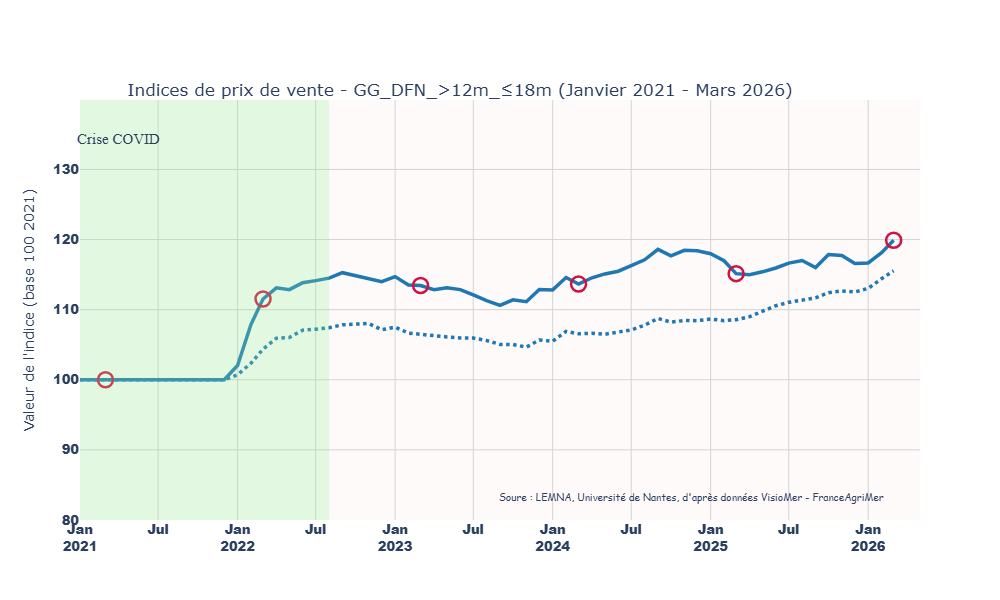 Indices de prix de vente - GG_DFN_>12m_≤18m (Janvier 2021 - Mars 2026)
Crise COVID
Valeur de l'indice (base 100 2021)
130
120
110
100
90
80
Soure : LEMNA, Université de Nantes, d'après données VisioMer - FranceAgriMer
Jan Jul Jan Jul Jan Jul Jan Jul Jan Jul Jan
2021 2022 2023 2024 2025 2026